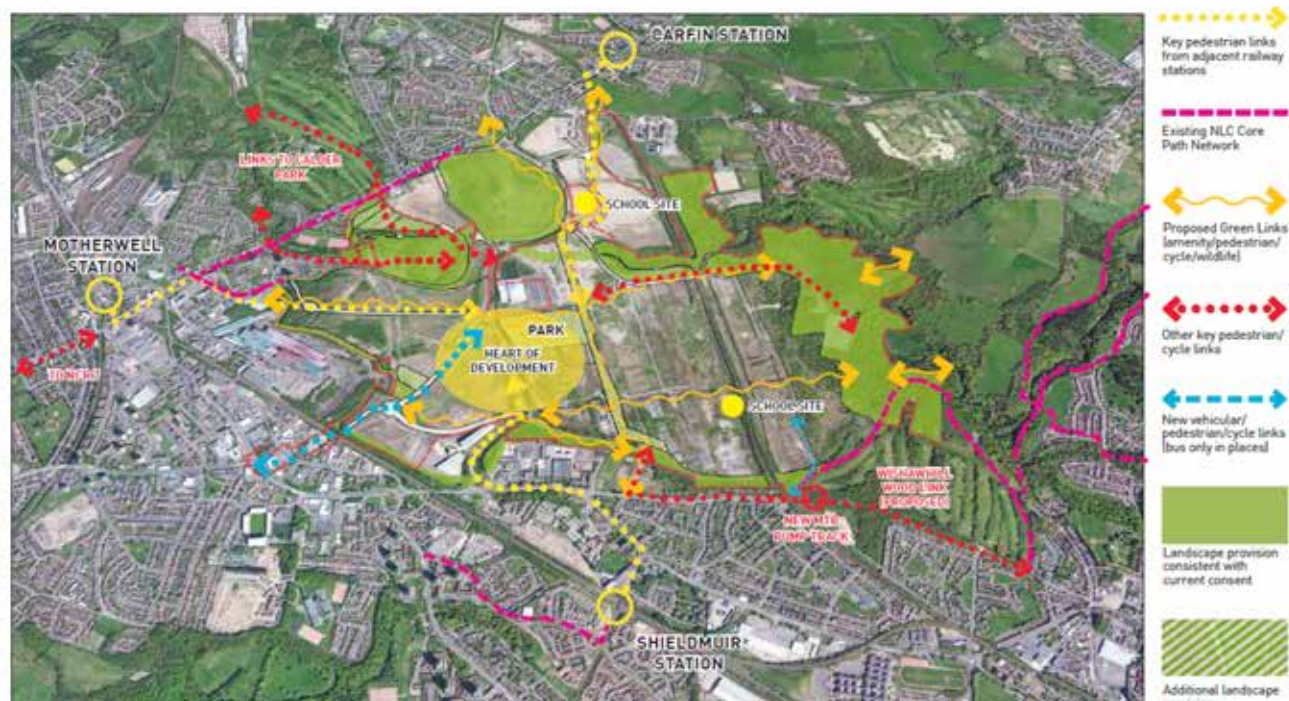 CARFIN STATION
LINKS TO CALDER
PARK
SCHOOL SITE
MOTHERWELL
STATION
PARK
HEART OF
DEVELOPMENT
TO NCR7
SCHOOL SITE
WISHAWHILL
WOOD LINK
(PROPOSED)
NEW MTB
PUMP TRACK
SHIELDMUIR
STATION
Key pedestrian links
from adjacent railway
stations
Existing NLC Core
Path Network
Proposed Green Links
(amenity/pedestrian/
cycle/wildlife)
Other key pedestrian/
cycle links
New vehicular/
pedestrian/cycle links
(bus only in places)
Landscape provision
consistent with
current consent
Additional landscape